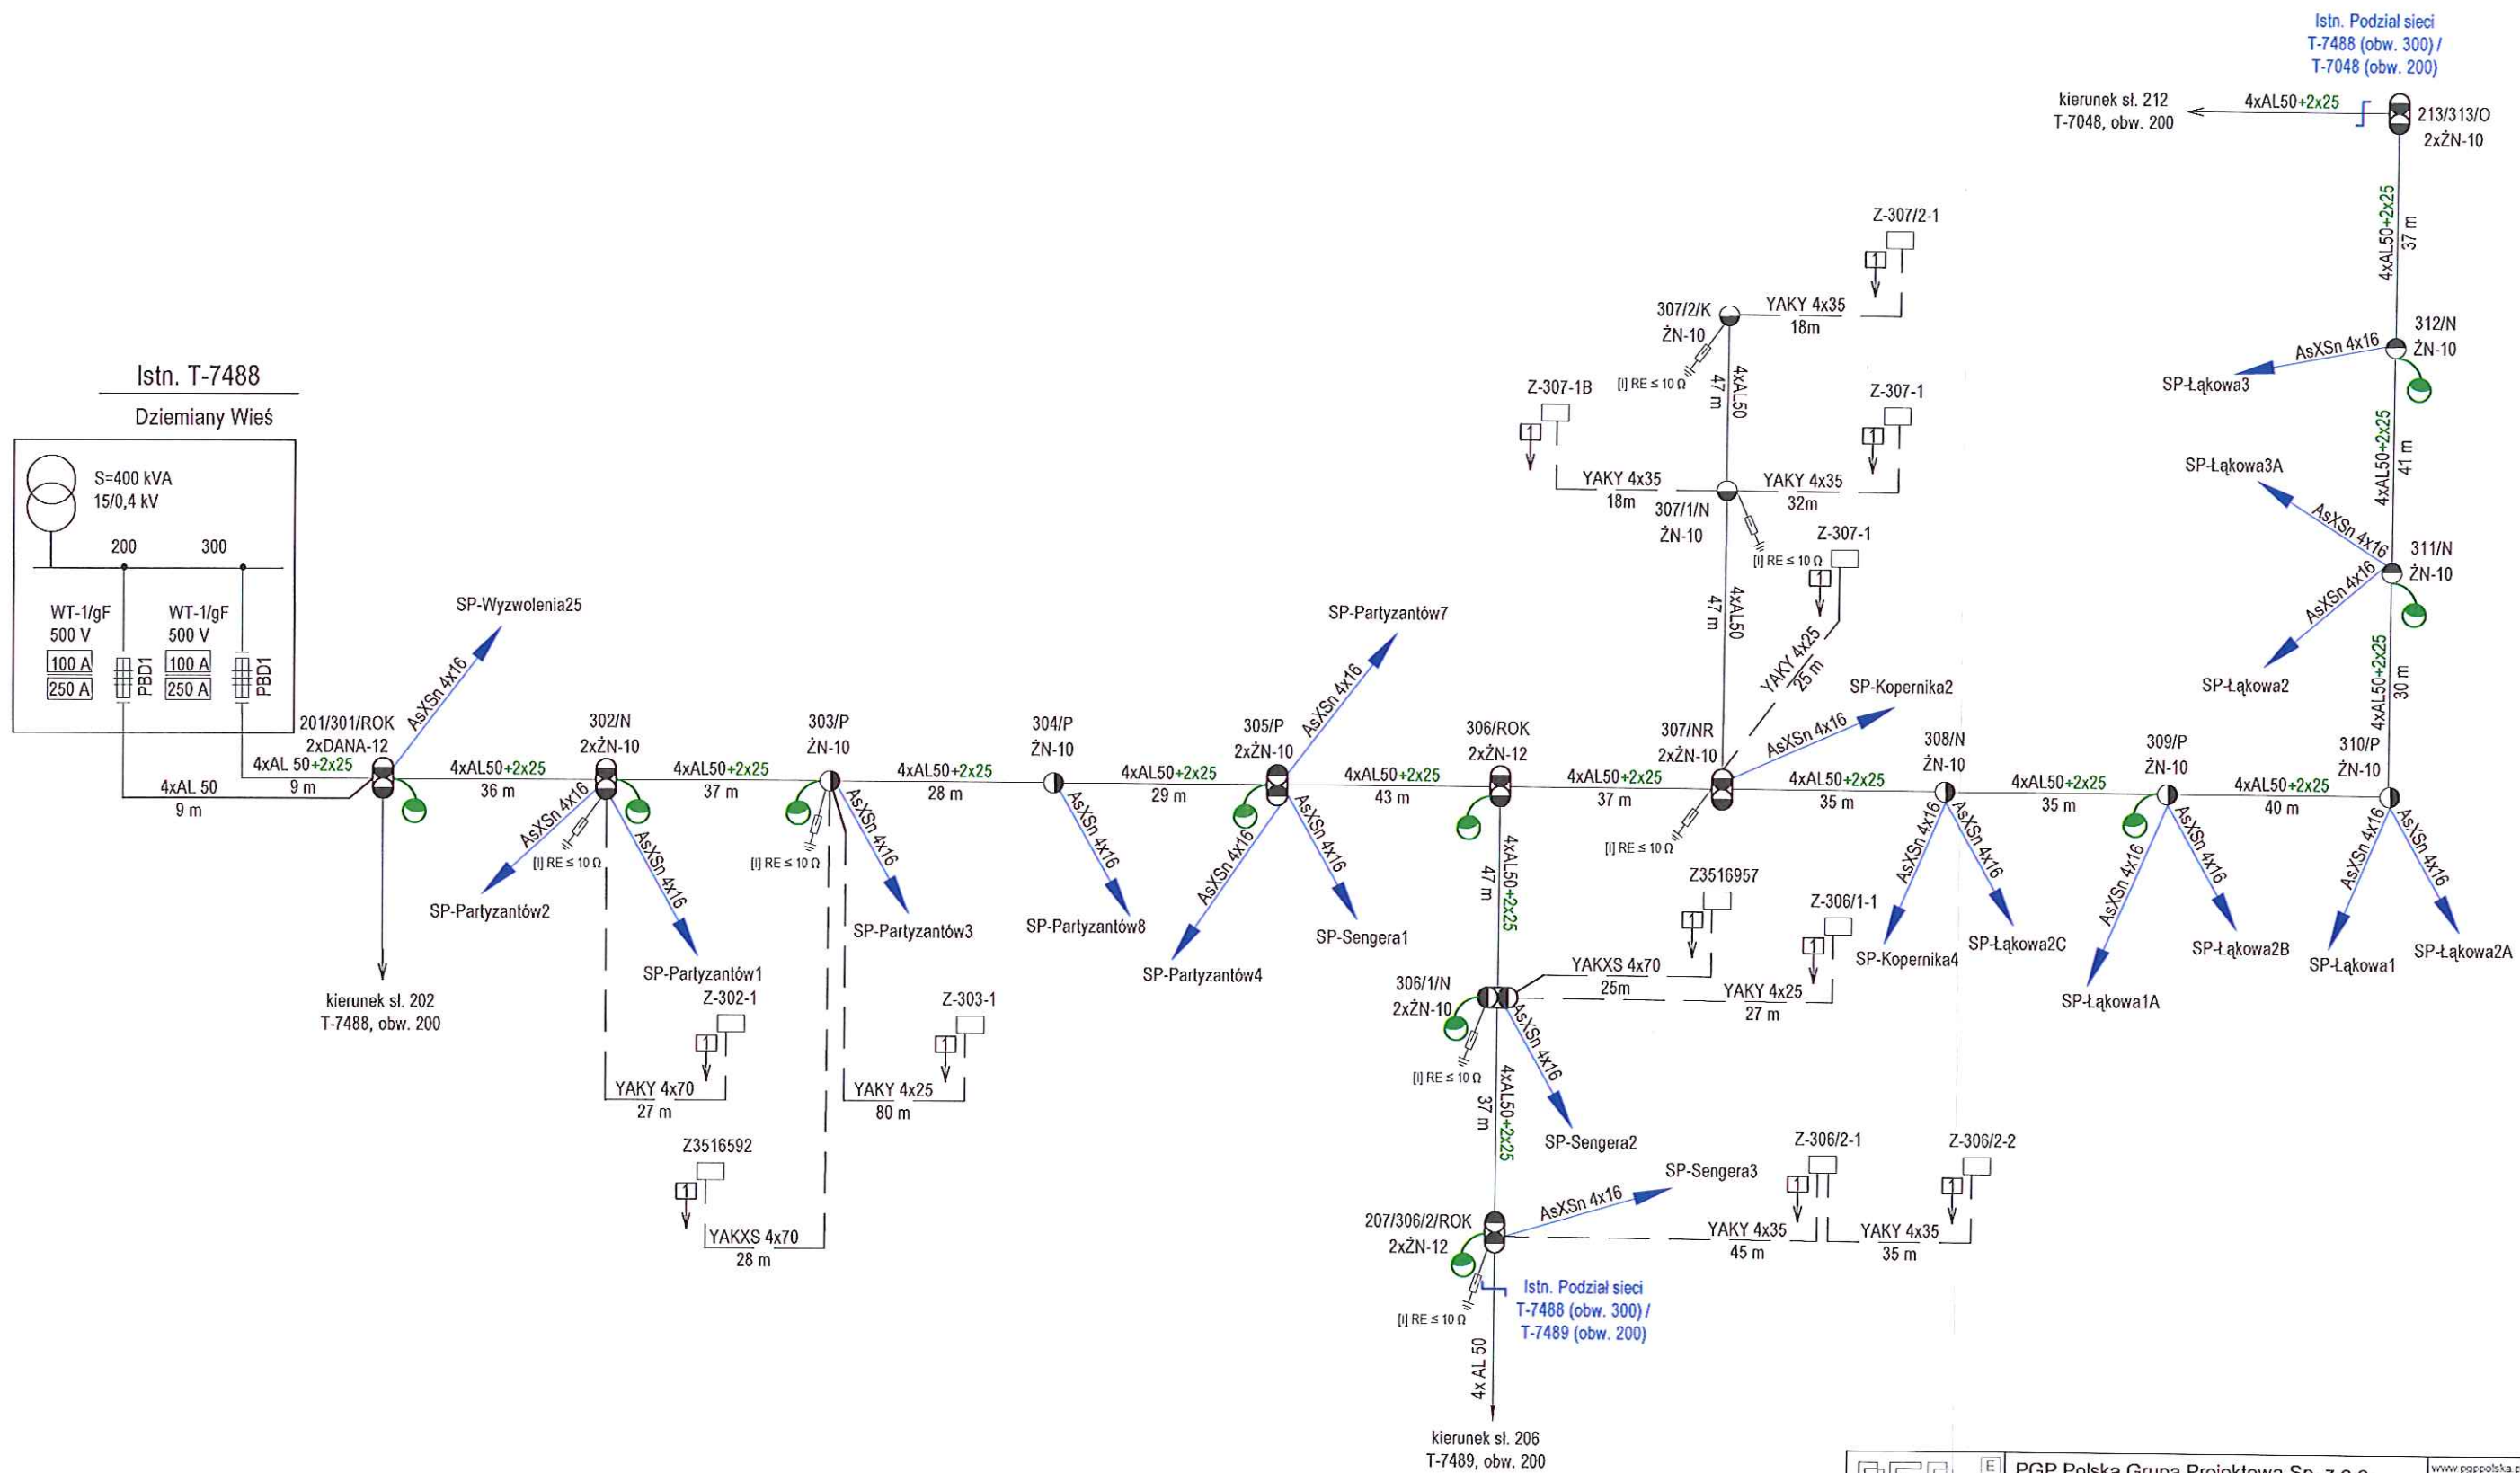 Istn. Podział sieci
T-7488 (obw. 300) /
T-7048 (obw. 200)
kierunek sł. 212
T-7048, obw. 200
4xAL50+2x25
213/313/O
2xŻN-10
4xAL50+2x25
37 m
312/N
ŻN-10
AsXSn 4x16
SP-Łąkowa3
4xAL50+2x25
41 m
SP-Łąkowa3A
AsXSn 4x16
311/N
ŻN-10
AsXSn 4x16
SP-Łąkowa2
4xAL50+2x25
30 m
Z-307/2-1
1
307/2/K
ŻN-10
YAKY 4x35
18m
[I] RE ≤ 10 Ω
4xAL50
47 m
Z-307-1B
1
Z-307-1
1
YAKY 4x35
18m
YAKY 4x35
32m
307/1/N
ŻN-10
[I] RE ≤ 10 Ω
Z-307-1
1
4xAL50
47 m
YAKY 4x25
25 m
Istn. T-7488
Dziemiany Wieś
S=400 kVA
15/0,4 kV
200
300
WT-1/gF
500 V
100 A
250 A
PBD1
WT-1/gF
500 V
100 A
250 A
PBD1
4xAL 50
9 m
4xAL 50+2x25
9 m
201/301/ROK
2xDANA-12
SP-Wyzwolenia25
AsXSn 4x16
kierunek sł. 202
T-7488, obw. 200
4xAL50+2x25
36 m
302/N
2xŻN-10
AsXSn 4x16
SP-Partyzantów2
[I] RE ≤ 10 Ω
AsXSn 4x16
SP-Partyzantów1
Z-302-1
1
YAKY 4x70
27 m
4xAL50+2x25
37 m
303/P
ŻN-10
[I] RE ≤ 10 Ω
AsXSn 4x16
SP-Partyzantów3
Z-303-1
1
YAKY 4x25
80 m
Z3516592
1
YAKXS 4x70
28 m
4xAL50+2x25
28 m
304/P
ŻN-10
AsXSn 4x16
SP-Partyzantów8
4xAL50+2x25
29 m
305/P
2xŻN-10
SP-Partyzantów7
AsXSn 4x16
AsXSn 4x16
SP-Partyzantów4
AsXSn 4x16
SP-Sengera1
4xAL50+2x25
43 m
306/ROK
2xŻN-12
4xAL50+2x25
47 m
4xAL50+2x25
37 m
307/NR
2xŻN-10
[I] RE ≤ 10 Ω
AsXSn 4x16
SP-Kopernika2
4xAL50+2x25
35 m
308/N
ŻN-10
AsXSn 4x16
SP-Kopernika4
AsXSn 4x16
SP-Łąkowa2C
4xAL50+2x25
35 m
309/P
ŻN-10
AsXSn 4x16
SP-Łąkowa1A
AsXSn 4x16
SP-Łąkowa2B
4xAL50+2x25
40 m
310/P
ŻN-10
AsXSn 4x16
SP-Łąkowa1
AsXSn 4x16
SP-Łąkowa2A
Z3516957
1
Z-306/1-1
1
306/1/N
2xŻN-10
YAKXS 4x70
25m
YAKY 4x25
27 m
[I] RE ≤ 10 Ω
AsXSn 4x16
SP-Sengera2
4xAL50+2x25
37 m
207/306/2/ROK
2xŻN-12
AsXSn 4x16
SP-Sengera3
Z-306/2-1
1
Z-306/2-2
1
YAKY 4x35
45 m
YAKY 4x35
35 m
[I] RE ≤ 10 Ω
Istn. Podział sieci
T-7488 (obw. 300) /
T-7489 (obw. 200)
4x AL 50
kierunek sł. 206
T-7489, obw. 200
E